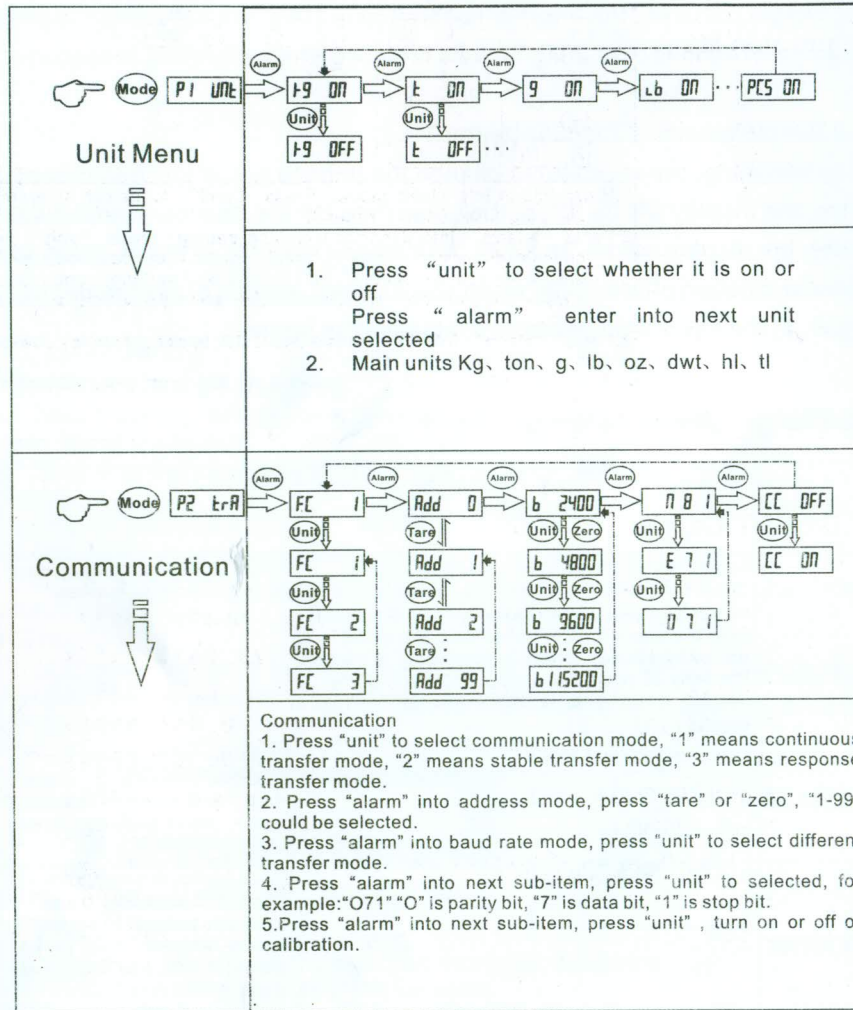 Mode P1 UNt Alarm kg ON Alarm t ON Alarm g ON Alarm Lb ON ··· PCS ON
Unit Unit
kg OFF t OFF ···
Unit Menu
1. Press “unit” to select whether it is on or
off
Press “ alarm” enter into next unit
selected
2. Main units Kg、ton、g、lb、oz、dwt、hl、tl
Mode P2 trA Alarm FC 1 Alarm Add 0 Alarm b 2400 Alarm n 8 1 Alarm CC OFF
Unit Tare Unit Zero Unit Unit
FC 1 Add 1 b 4800 E 7 1 CC ON
Unit Tare Unit Zero Unit
FC 2 Add 2 b 9600 7 1
Unit Tare Unit Zero
FC 3 Add 99 b 115200
Communication
Communication
1. Press “unit” to select communication mode, “1” means continuous
transfer mode, “2” means stable transfer mode, “3” means response
transfer mode.
2. Press “alarm” into address mode, press “tare” or “zero”, “1-99
could be selected.
3. Press “alarm” into baud rate mode, press “unit” to select differen
transfer mode.
4. Press “alarm” into next sub-item, press “unit” to selected, fo
example:“O71” “O” is parity bit, “7” is data bit, “1” is stop bit.
5.Press “alarm” into next sub-item, press “unit” , turn on or off o
calibration.